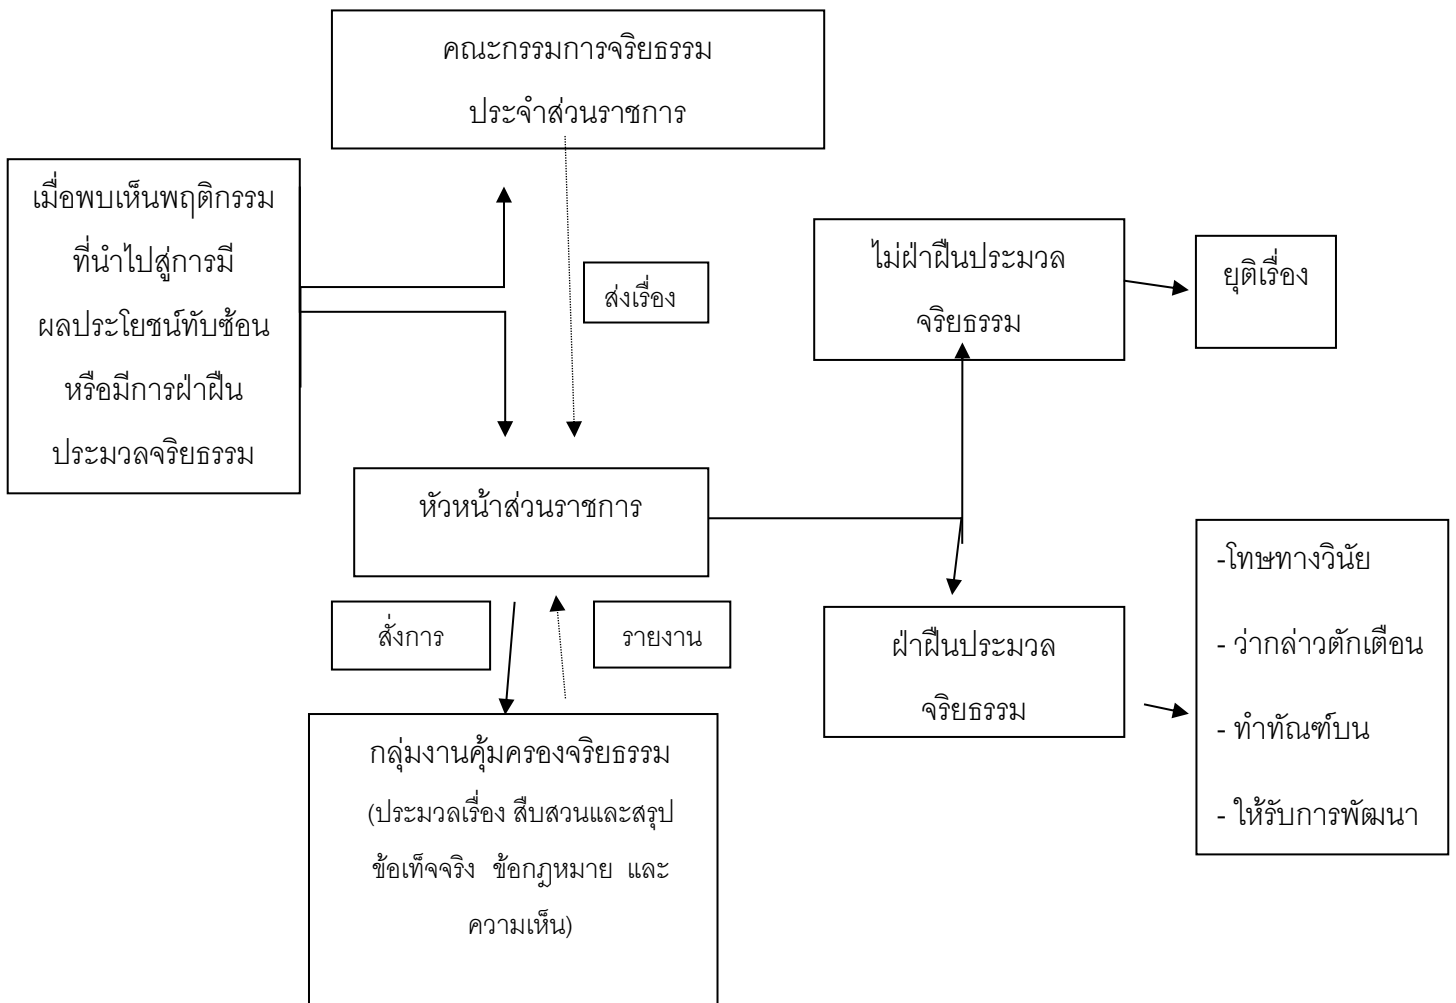 คณะกรรมการจริยธรรม
ประจำส่วนราชการ
เมื่อพบเห็นพฤติกรรม
ที่นำไปสู่การมี
ผลประโยชน์ทับซ้อน
หรือมีการฝ่าฝืน
ประมวลจริยธรรม
ส่งเรื่อง
ไม่ฝ่าฝืนประมวล
จริยธรรม
ยุติเรื่อง
หัวหน้าส่วนราชการ
สั่งการ
รายงาน
ฝ่าฝืนประมวล
จริยธรรม
-โทษทางวินัย
- ว่ากล่าวตักเตือน
- ทำทัณฑ์บน
- ให้รับการพัฒนา
กลุ่มงานคุ้มครองจริยธรรม
(ประมวลเรื่อง สืบสวนและสรุป
ข้อเท็จจริง ข้อกฎหมาย และ
ความเห็น)